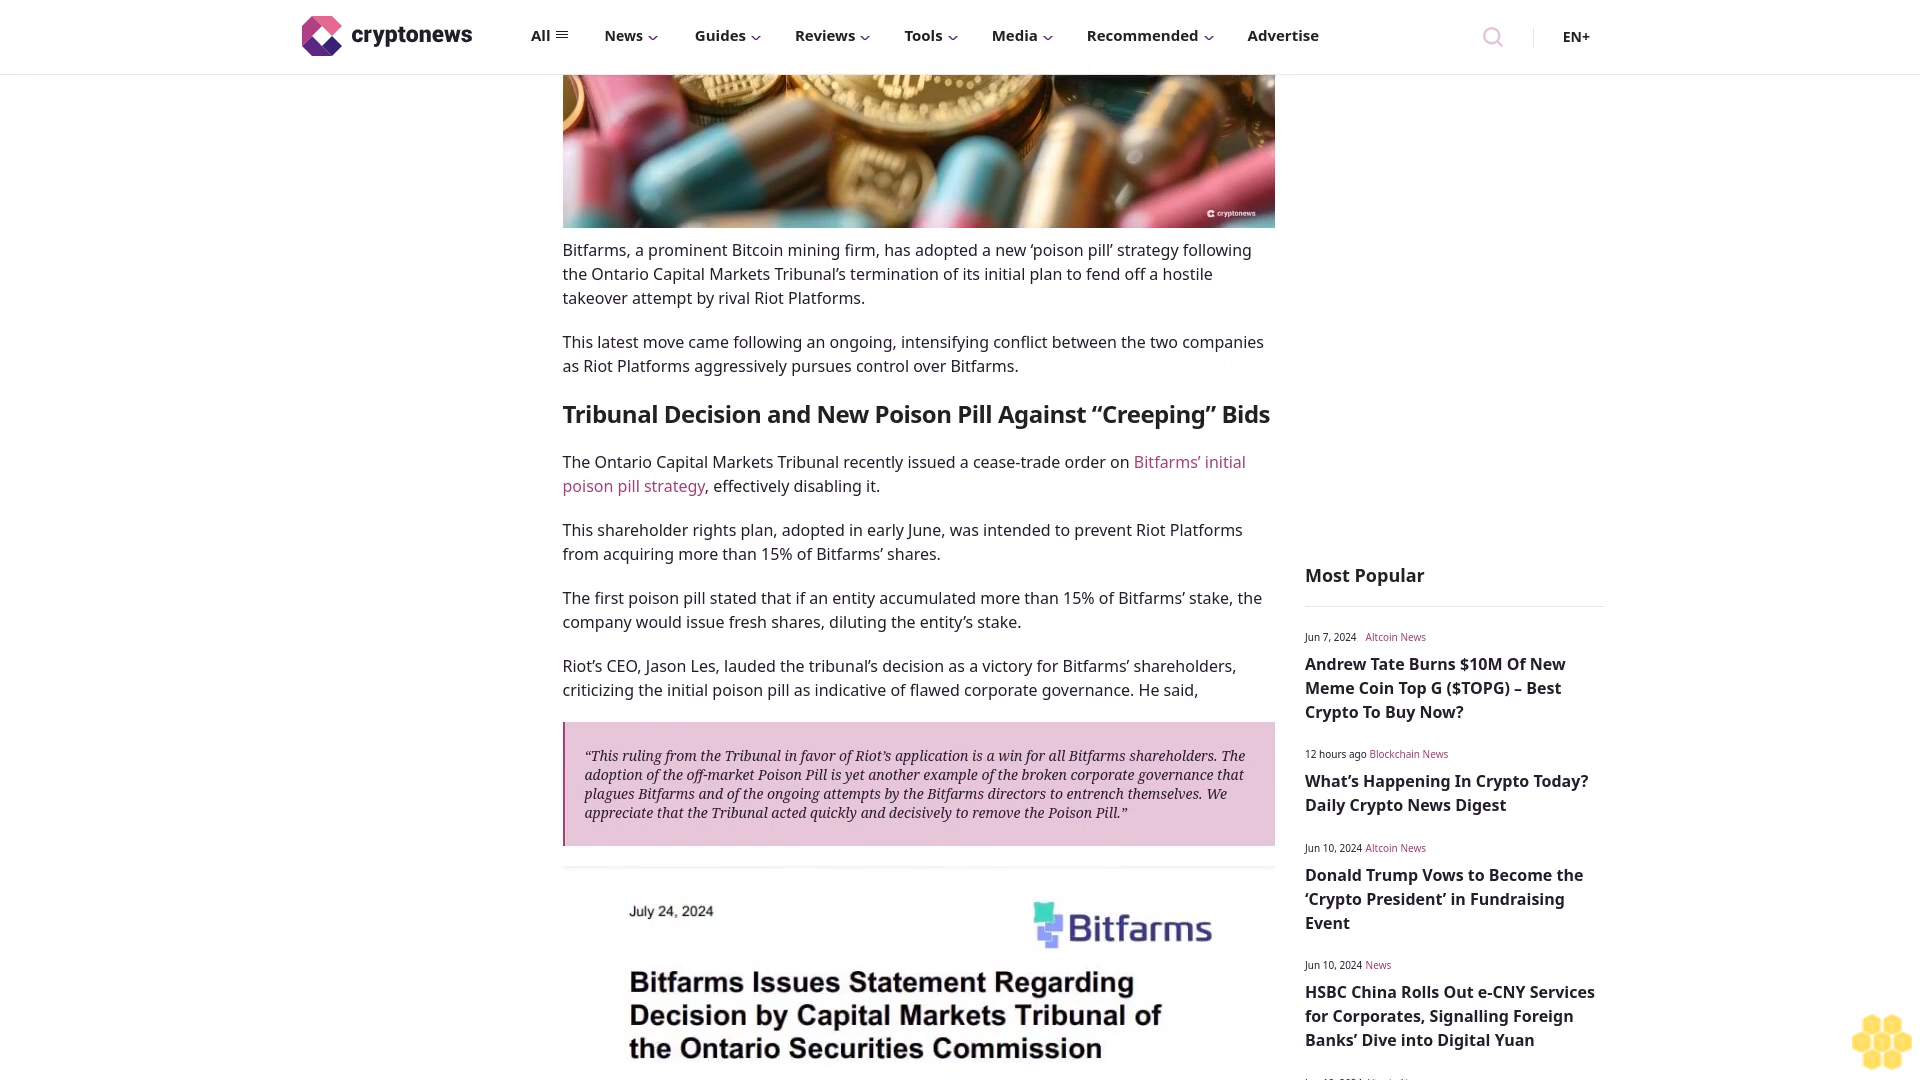 cryptonews
All
News
Guides
Reviews
Tools
Media
Recommended
Advertise
EN+
cryptonews
Bitfarms, a prominent Bitcoin mining firm, has adopted a new ‘poison pill’ strategy following
the Ontario Capital Markets Tribunal’s termination of its initial plan to fend off a hostile
takeover attempt by rival Riot Platforms.
This latest move came following an ongoing, intensifying conflict between the two companies
as Riot Platforms aggressively pursues control over Bitfarms.
Tribunal Decision and New Poison Pill Against “Creeping” Bids
The Ontario Capital Markets Tribunal recently issued a cease-trade order on Bitfarms’ initial
poison pill strategy, effectively disabling it.
This shareholder rights plan, adopted in early June, was intended to prevent Riot Platforms
from acquiring more than 15% of Bitfarms’ shares.
The first poison pill stated that if an entity accumulated more than 15% of Bitfarms’ stake, the
company would issue fresh shares, diluting the entity’s stake.
Riot’s CEO, Jason Les, lauded the tribunal’s decision as a victory for Bitfarms’ shareholders,
criticizing the initial poison pill as indicative of flawed corporate governance. He said,
“This ruling from the Tribunal in favor of Riot’s application is a win for all Bitfarms shareholders. The
adoption of the off-market Poison Pill is yet another example of the broken corporate governance that
plagues Bitfarms and of the ongoing attempts by the Bitfarms directors to entrench themselves. We
appreciate that the Tribunal acted quickly and decisively to remove the Poison Pill.”
July 24, 2024
Bitfarms
Bitfarms Issues Statement Regarding
Decision by Capital Markets Tribunal of
the Ontario Securities Commission
Most Popular
Jun 7, 2024 Altcoin News
Andrew Tate Burns $10M Of New
Meme Coin Top G ($TOPG) – Best
Crypto To Buy Now?
12 hours ago Blockchain News
What’s Happening In Crypto Today?
Daily Crypto News Digest
Jun 10, 2024 Altcoin News
Donald Trump Vows to Become the
‘Crypto President’ in Fundraising
Event
Jun 10, 2024 News
HSBC China Rolls Out e-CNY Services
for Corporates, Signalling Foreign
Banks’ Dive into Digital Yuan